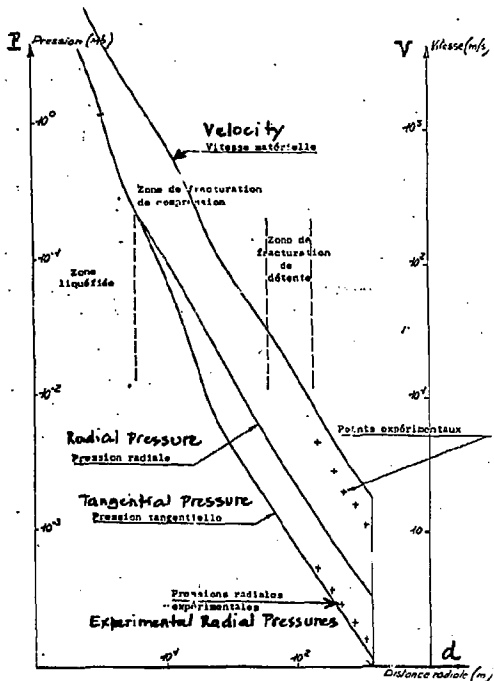 P Pression (Mb)
V Vitesse (m/s)
10⁰
10³
Velocity
Vitesse matérielle
Zone de fracturation
de compression
Zone de
fracturation
de
détente
10⁻¹
10²
Zone
liquéfiée
10⁻²
10¹
Points expérimentaux
Radial Pressure
Pression radiale
Tangential Pressure
Pression tangentielle
10⁻³
10
Pressions radiales
expérimentales
Experimental Radial Pressures
10¹
10²
d
Distance radiale (m)